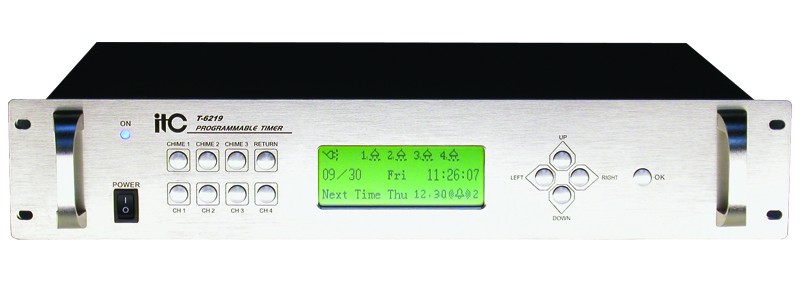 ON
itC T-6219
PROGRAMMABLE TIMER
CHIME 1 CHIME 2 CHIME 3 RETURN
CH 1 CH 2 CH 3 CH 4
POWER
1. 2. 3. 4.
09/30 Fri 11:26:07
Next Time Thu 12.30
UP
LEFT RIGHT
DOWN
OK